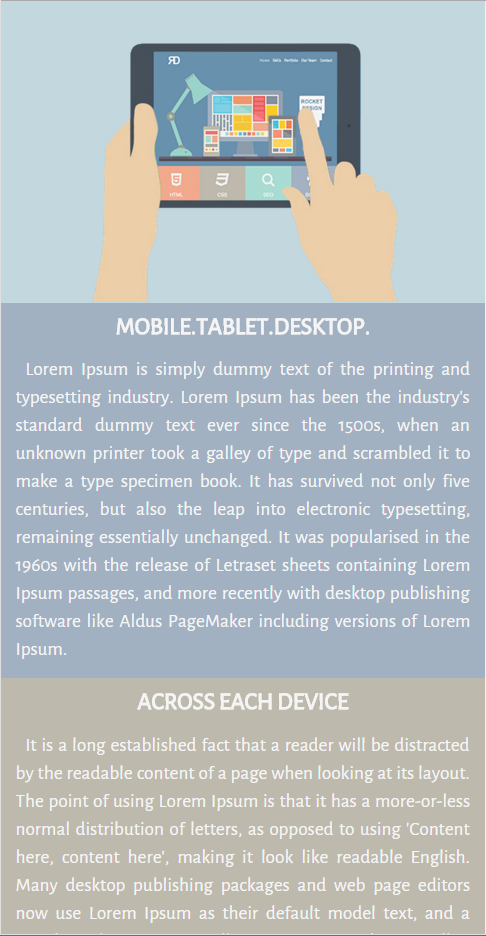 RD
Home Skills Portfolio Our Team Contact
ROCKET
DESIGN
HTML
CSS
SEO
MOBILE.TABLET.DESKTOP.
Lorem Ipsum is simply dummy text of the printing and
typesetting industry. Lorem Ipsum has been the industry's
standard dummy text ever since the 1500s, when an
unknown printer took a galley of type and scrambled it to
make a type specimen book. It has survived not only five
centuries, but also the leap into electronic typesetting,
remaining essentially unchanged. It was popularised in the
1960s with the release of Letraset sheets containing Lorem
Ipsum passages, and more recently with desktop publishing
software like Aldus PageMaker including versions of Lorem
Ipsum.
ACROSS EACH DEVICE
It is a long established fact that a reader will be distracted
by the readable content of a page when looking at its layout.
The point of using Lorem Ipsum is that it has a more-or-less
normal distribution of letters, as opposed to using 'Content
here, content here', making it look like readable English.
Many desktop publishing packages and web page editors
now use Lorem Ipsum as their default model text, and a